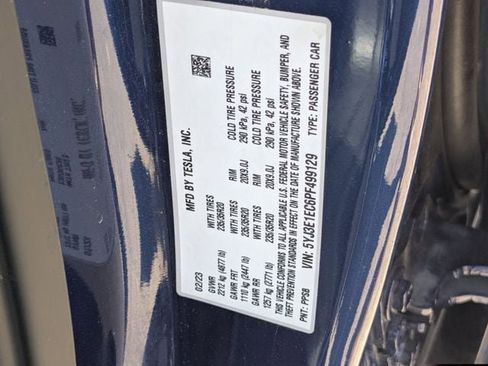 MFD BY TESLA, INC.
02/23
GVWR
2212 kg (4877 lb)
WITH TIRES
235/35R20
RIM
20X9.0J
COLD TIRE PRESSURE
290 kPa, 42 psi
GAWR FRT
1110 kg (2447 lb)
WITH TIRES
235/35R20
RIM
20X9.0J
COLD TIRE PRESSURE
290 kPa, 42 psi
GAWR RR
1257 kg (2771 lb)
THIS VEHICLE CONFORMS TO ALL APPLICABLE U.S. FEDERAL MOTOR VEHICLE SAFETY, BUMPER, AND
THEFT PREVENTION STANDARDS IN EFFECT ON THE DATE OF MANUFACTURE SHOWN ABOVE.
VIN: 5YJ3E1EC6PF499129
PNT: PPSB
TYPE: PASSENGER CAR